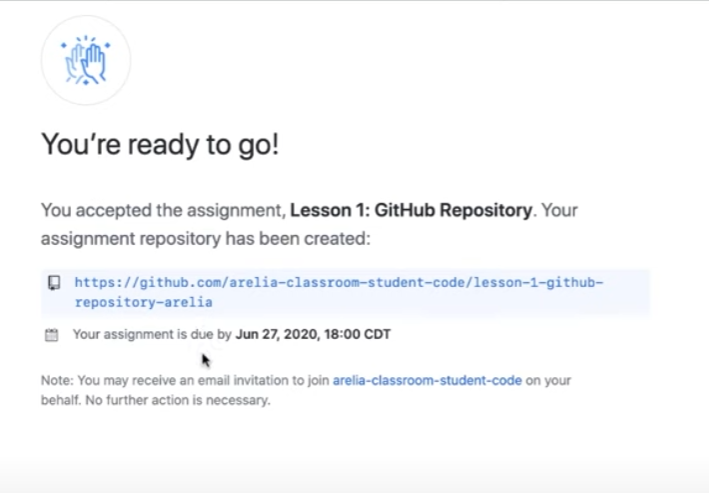 You're ready to go!
You accepted the assignment, Lesson 1: GitHub Repository. Your
assignment repository has been created:
https://github.com/arelia-classroom-student-code/lesson-1-github-
repository-arelia
Your assignment is due by Jun 27, 2020, 18:00 CDT
Note: You may receive an email invitation to join arelia-classroom-student-code on your
behalf. No further action is necessary.